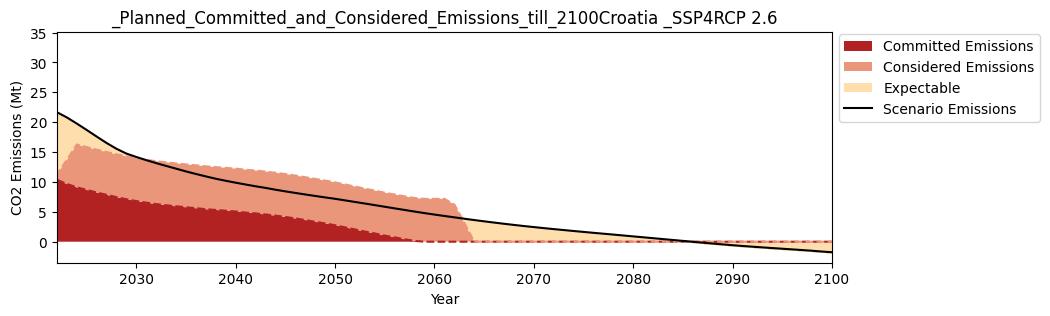 _Planned_Committed_and_Considered_Emissions_till_2100Croatia _SSP4RCP 2.6
35
30
25
20
15
10
5
0
CO2 Emissions (Mt)
2030
2040
2050
2060
2070
2080
2090
2100
Year
Committed Emissions
Considered Emissions
Expectable
Scenario Emissions